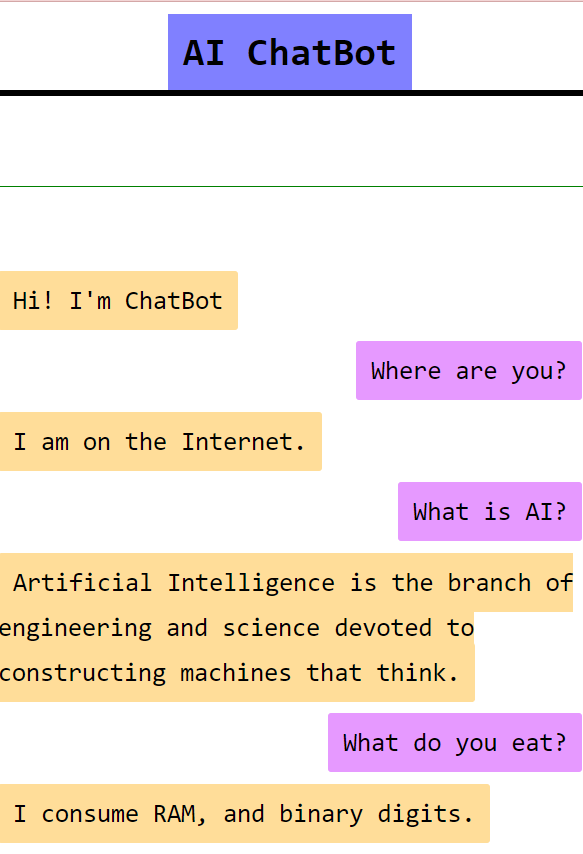 AI ChatBot
Hi! I'm ChatBot
Where are you?
I am on the Internet.
What is AI?
Artificial Intelligence is the branch of
engineering and science devoted to
constructing machines that think.
What do you eat?
I consume RAM, and binary digits.